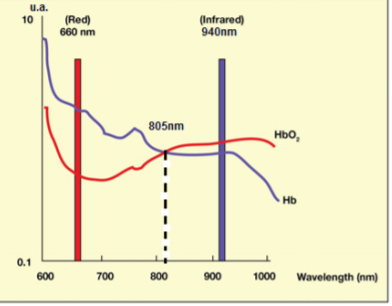 u.a.
10
(Red)
660 nm
(Infrared)
940nm
805nm
HbO₂
Hb
0.1
600 700 800 900 1000 Wavelength (nm)